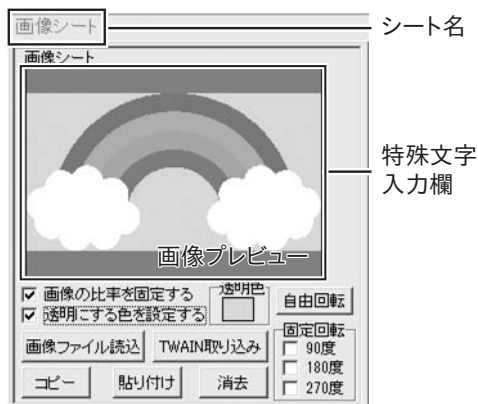 画像シート
シート名
画像シート
特殊文字
入力欄
画像プレビュー
画像の比率を固定する
透明色
透明にする色を設定する
自由回転
画像ファイル読込
TWAIN取り込み
固定回転
90度
180度
270度
コピー
貼り付け
消去